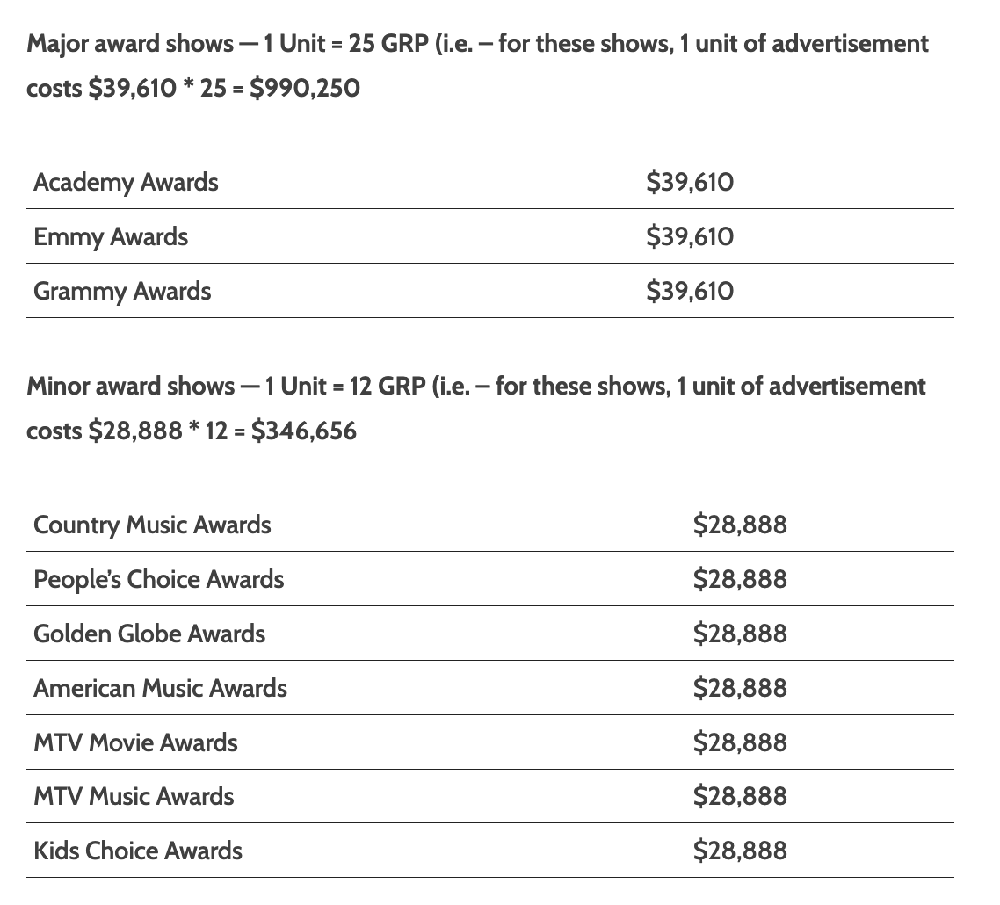 Major award shows — 1 Unit = 25 GRP (i.e. – for these shows, 1 unit of advertisement
costs $39,610 * 25 = $990,250
Academy Awards $39,610
Emmy Awards $39,610
Grammy Awards $39,610
Minor award shows — 1 Unit = 12 GRP (i.e. – for these shows, 1 unit of advertisement
costs $28,888 * 12 = $346,656
Country Music Awards $28,888
People’s Choice Awards $28,888
Golden Globe Awards $28,888
American Music Awards $28,888
MTV Movie Awards $28,888
MTV Music Awards $28,888
Kids Choice Awards $28,888